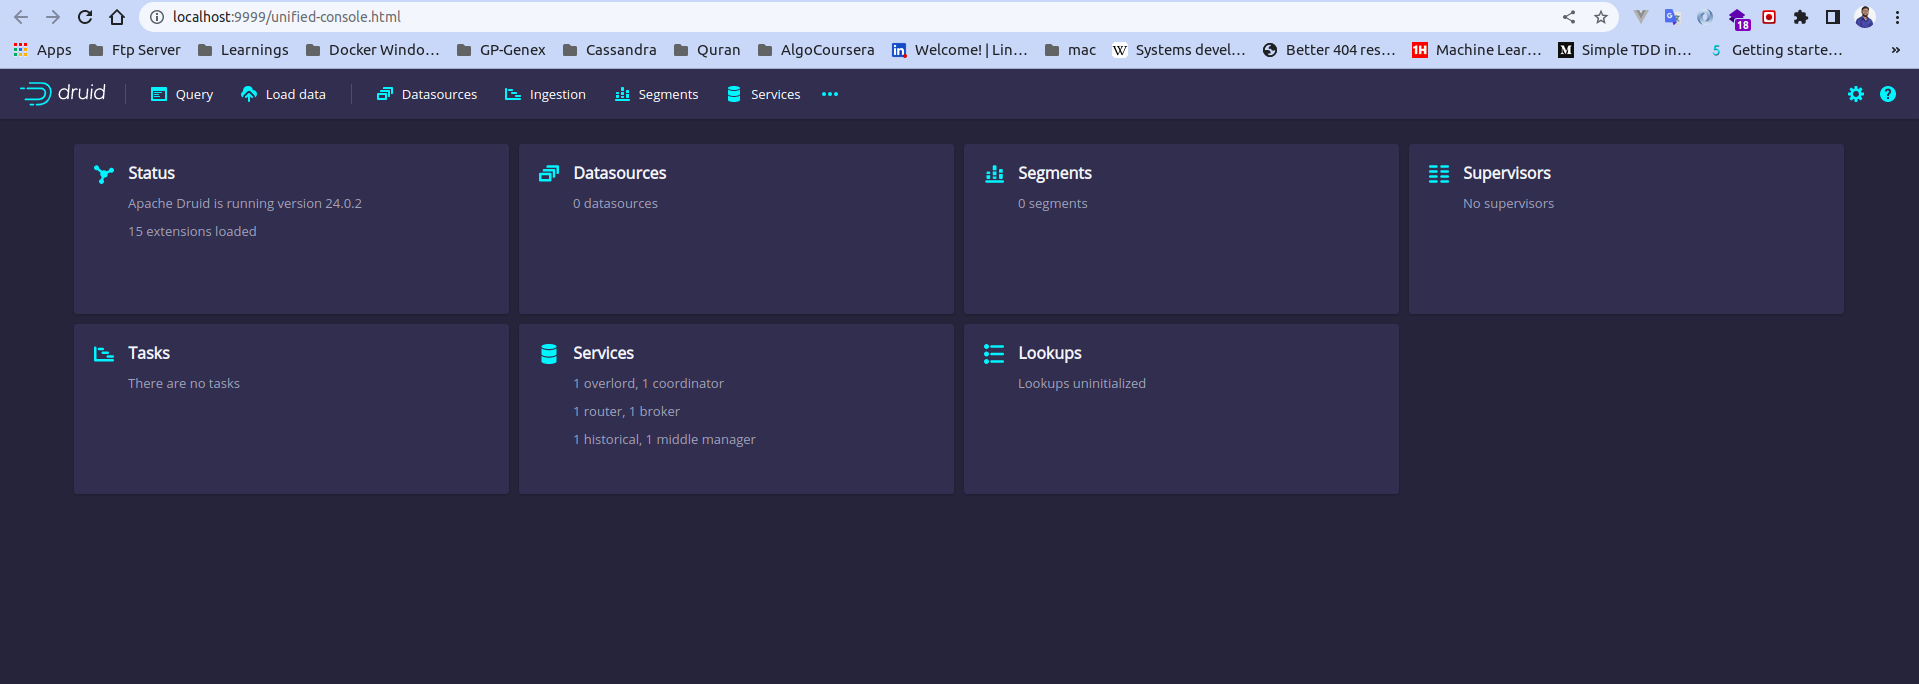 localhost:9999/unified-console.html
18
Apps Ftp Server Learnings Docker Windo... GP-Genex Cassandra Quran AlgoCoursera in Welcome! | Lin... mac W Systems devel... Better 404 res... 1H Machine Lear... M Simple TDD in... 5 Getting starte... »
druid Query Load data Datasources Ingestion Segments Services ?
Status
Apache Druid is running version 24.0.2
15 extensions loaded
Datasources
0 datasources
Segments
0 segments
Supervisors
No supervisors
Tasks
There are no tasks
Services
1 overlord, 1 coordinator
1 router, 1 broker
1 historical, 1 middle manager
Lookups
Lookups uninitialized